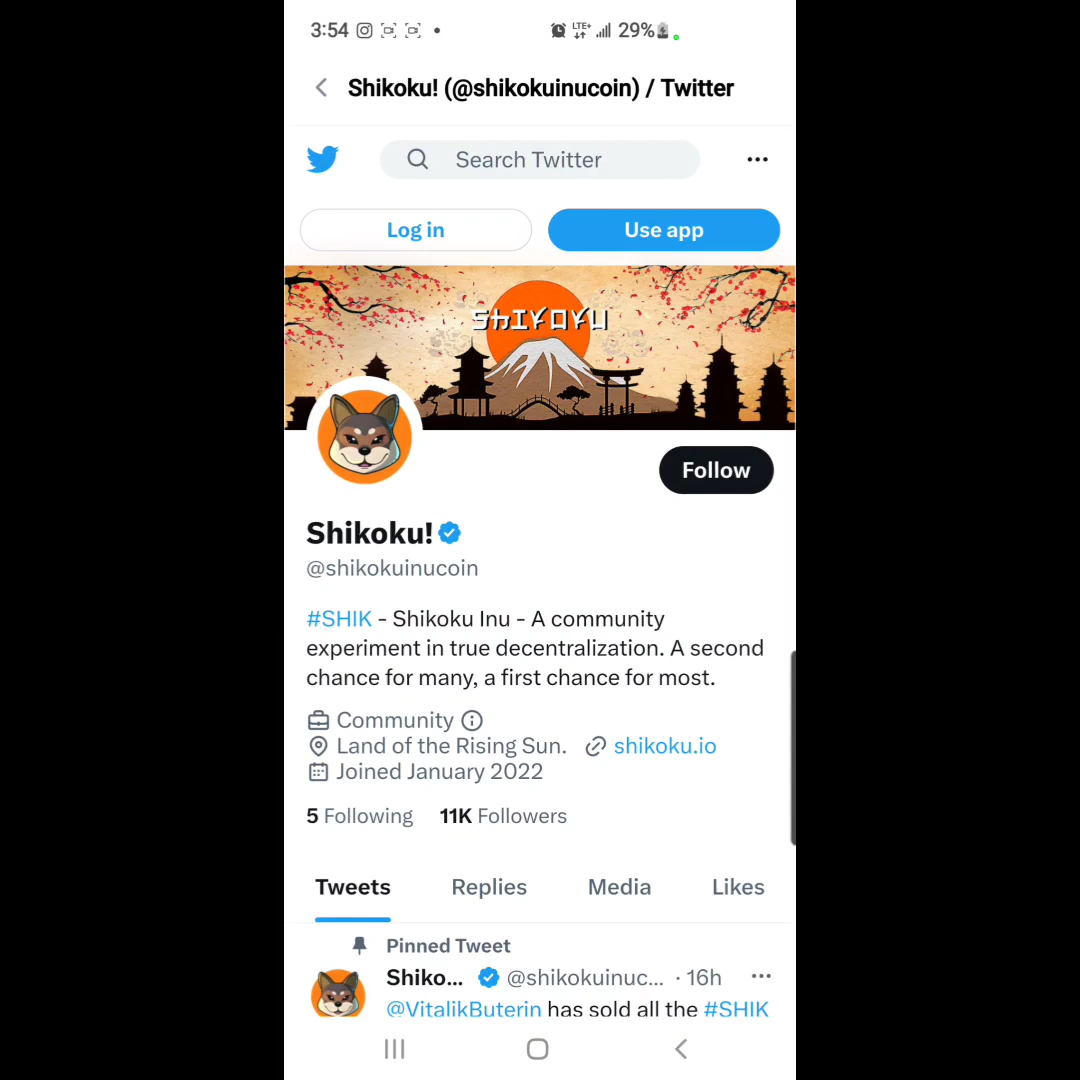 3:54 LTE+ 29%
Shikoku! (@shikokuinucoin) / Twitter
Search Twitter
Log in Use app
SHIKOKU
Follow
Shikoku!
@shikokuinucoin
#SHIK - Shikoku Inu - A community
experiment in true decentralization. A second
chance for many, a first chance for most.
Community
Land of the Rising Sun. shikoku.io
Joined January 2022
5 Following 11K Followers
Tweets Replies Media Likes
Pinned Tweet
Shiko... @shikokuinuc... · 16h
@VitalikButerin has sold all the #SHIK